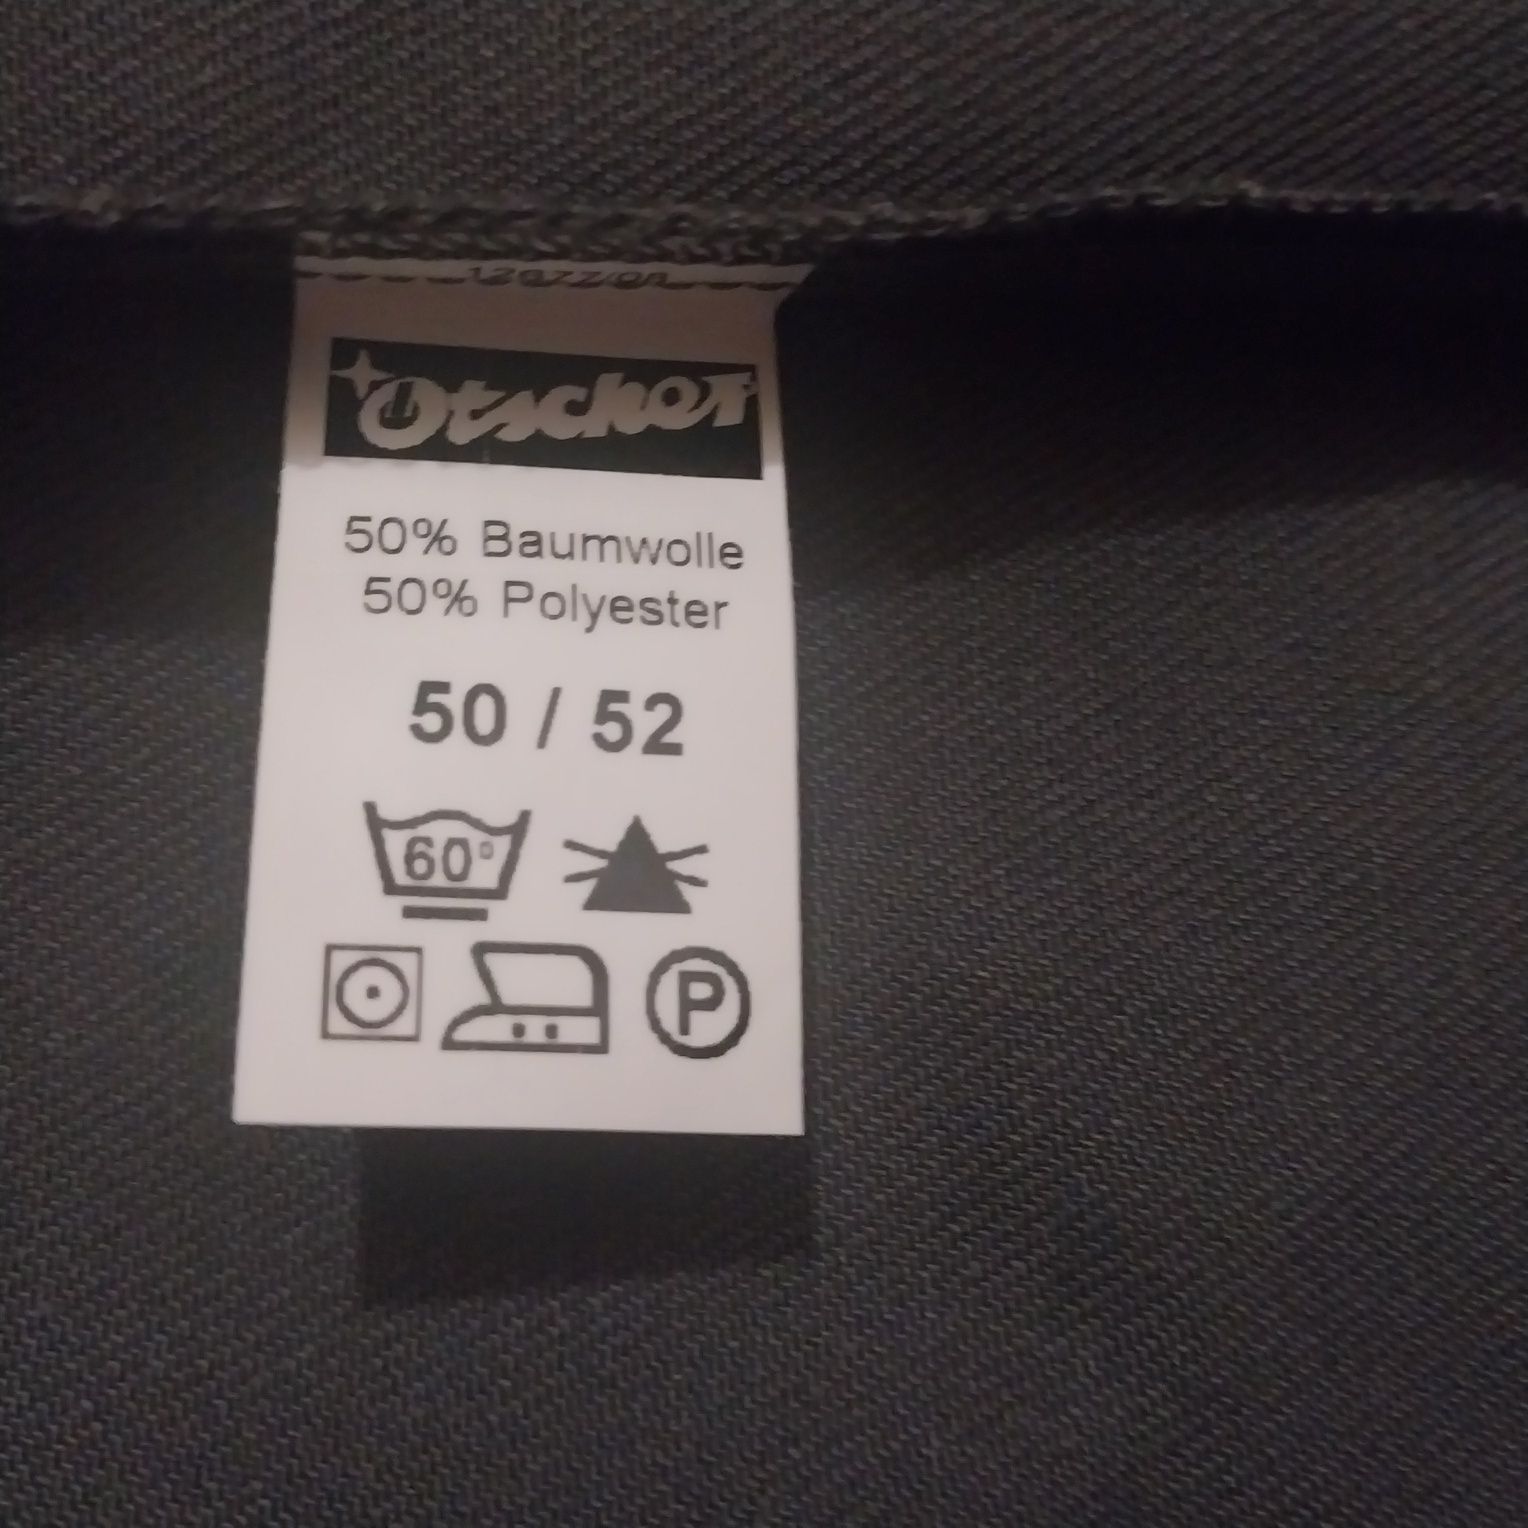 Ötscher
50% Baumwolle
50% Polyester
50 / 52
60°
P